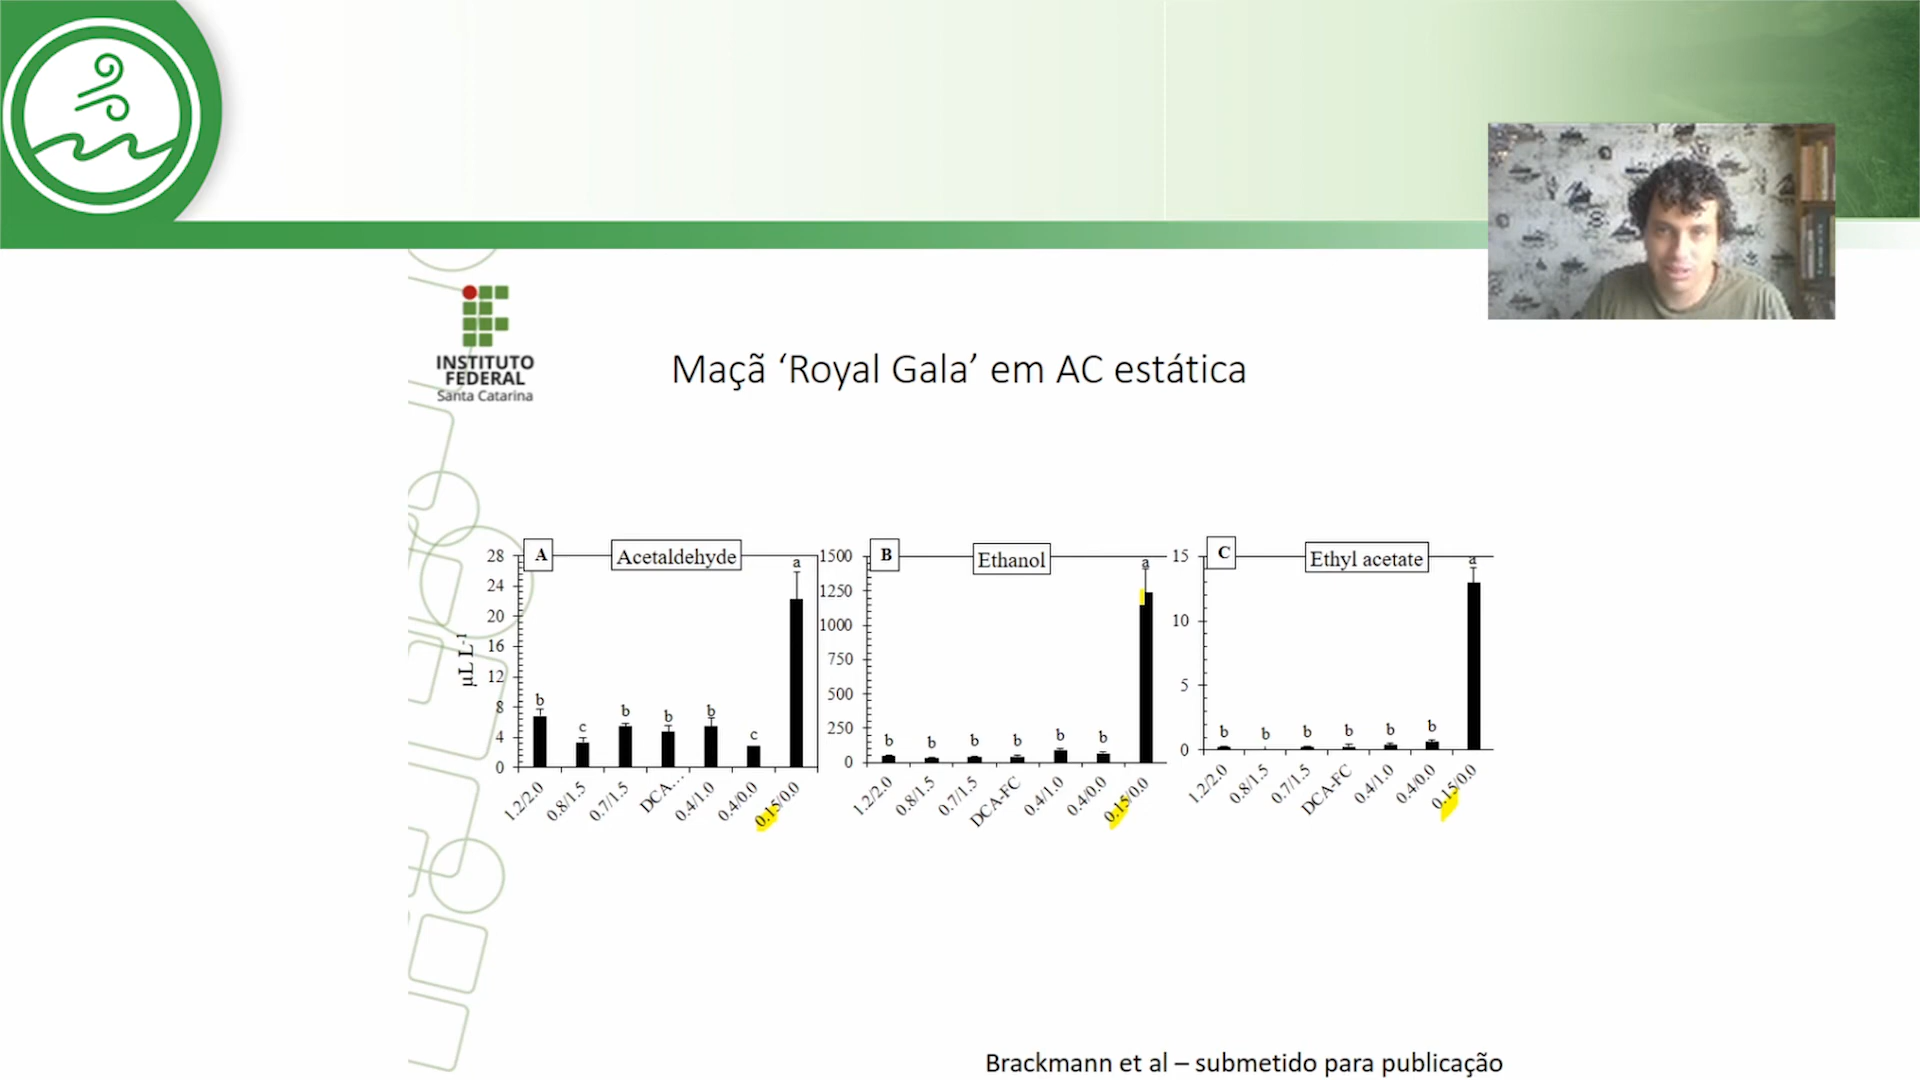 INSTITUTO
FEDERAL
Santa Catarina
Maçã ‘Royal Gala’ em AC estática
A
Acetaldehyde
µL L-1
28
24
20
16
12
8
4
0
b
c
b
b
b
c
a
1.2/2.0
0.8/1.5
0.7/1.5
DCA...
0.4/1.0
0.4/0.0
0.15/0.0
B
Ethanol
1500
1250
1000
750
500
250
0
b
b
b
b
b
b
a
1.2/2.0
0.8/1.5
0.7/1.5
DCA-FC
0.4/1.0
0.4/0.0
0.15/0.0
C
Ethyl acetate
15
10
5
0
b
b
b
b
b
b
a
1.2/2.0
0.8/1.5
0.7/1.5
DCA-FC
0.4/1.0
0.4/0.0
0.15/0.0
Brackmann et al – submetido para publicação